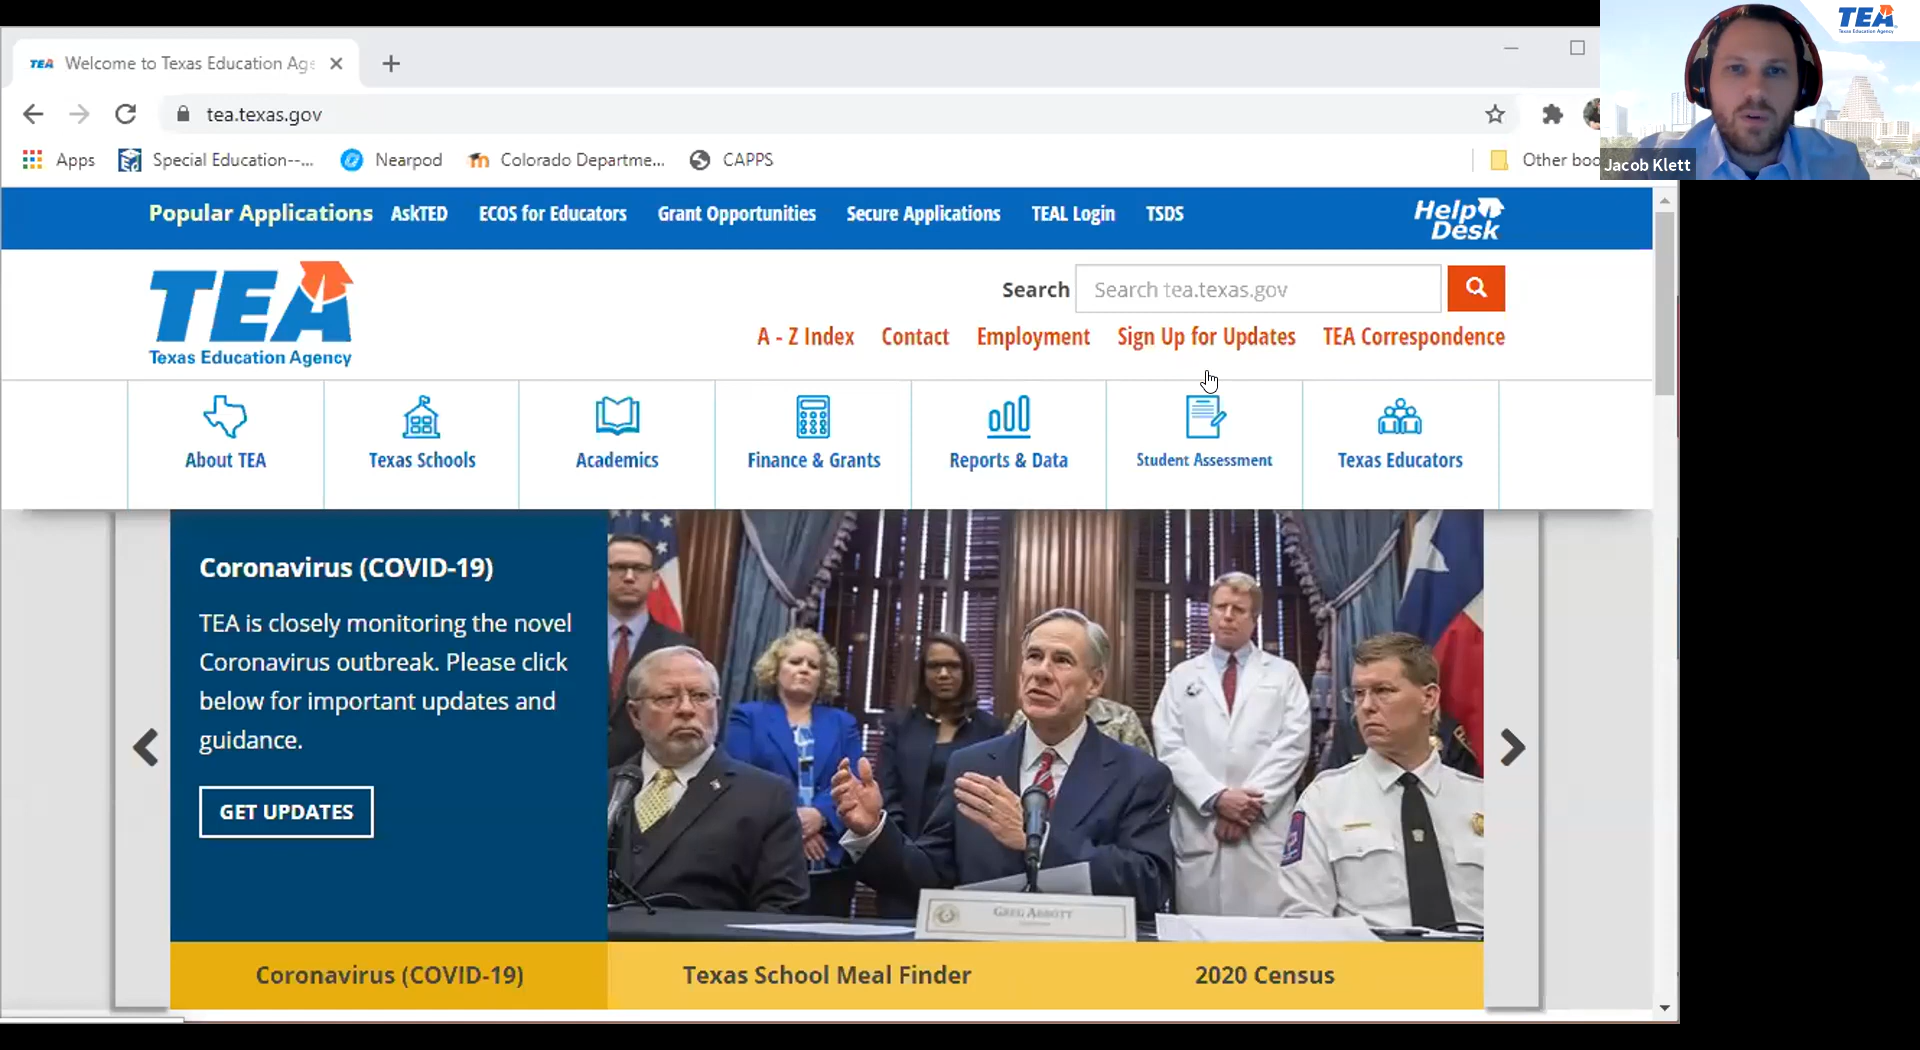 Welcome to Texas Education Age
tea.texas.gov
Apps
Special Education--...
Nearpod
Colorado Departme...
CAPPS
Other boo
TEA
Texas Education Agency
Jacob Klett
Popular Applications AskTED ECOS for Educators Grant Opportunities Secure Applications TEAL Login TSDS
Help Desk
TEA
Texas Education Agency
Search Search tea.texas.gov
A - Z Index Contact Employment Sign Up for Updates TEA Correspondence
About TEA Texas Schools Academics Finance & Grants Reports & Data Student Assessment Texas Educators
Coronavirus (COVID-19)
TEA is closely monitoring the novel
Coronavirus outbreak. Please click
below for important updates and
guidance.
GET UPDATES
GREG ABBOTT
Coronavirus (COVID-19) Texas School Meal Finder 2020 Census